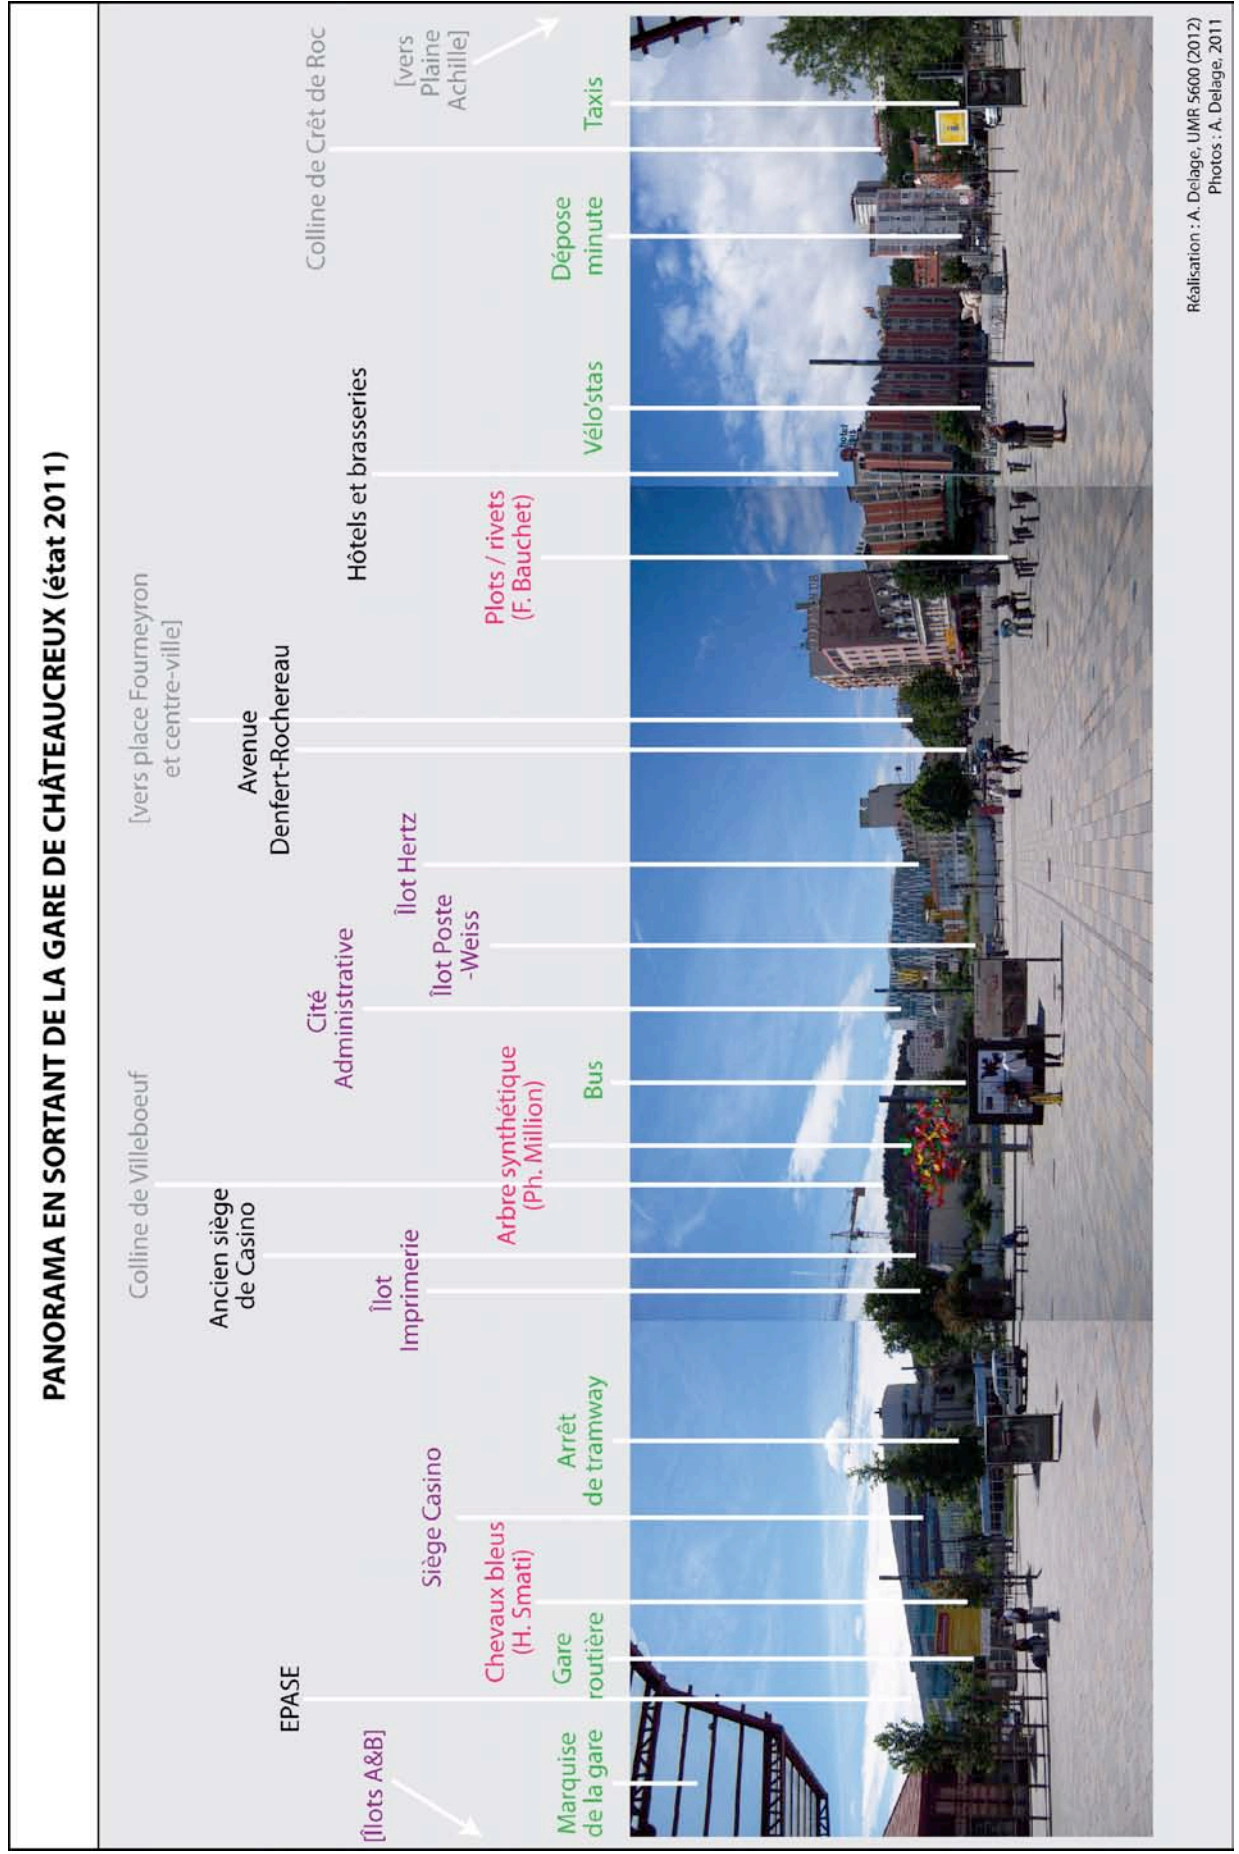 PANORAMA EN SORTANT DE LA GARE DE CHÂTEAUCREUX (état 2011)
[vers place Fourneyron
et centre-ville]
Colline de Villeboeuf
Ancien siège
de Casino
Avenue
Denfert-Rochereau
EPASE
Cité
Administrative
Colline de Crêt de Roc
Hôtels et brasseries
[Îlots A&B]
Îlot
Imprimerie
Îlot Hertz
Siège Casino
Îlot Poste
-Weiss
[vers
Plaine
Achille]
Chevaux bleus
(H. Smati)
Arbre synthétique
(Ph. Million)
Plots / rivets
(F. Bauchet)
Marquise
de la gare
Gare
routière
Arrêt
de tramway
Bus
Vélo'stas
Dépose
minute
Taxis
hotel
Réalisation : A. Delage, UMR 5600 (2012)
Photos : A. Delage, 2011